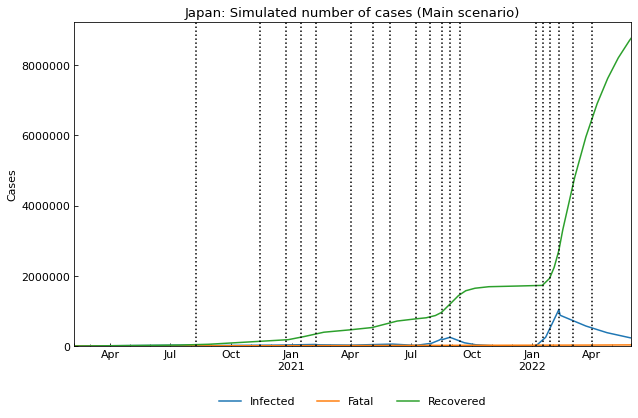 Japan: Simulated number of cases (Main scenario)
Cases
8000000
6000000
4000000
2000000
0
Apr Jul Oct Jan Apr Jul Oct Jan Apr
2021 2022
Infected Fatal Recovered